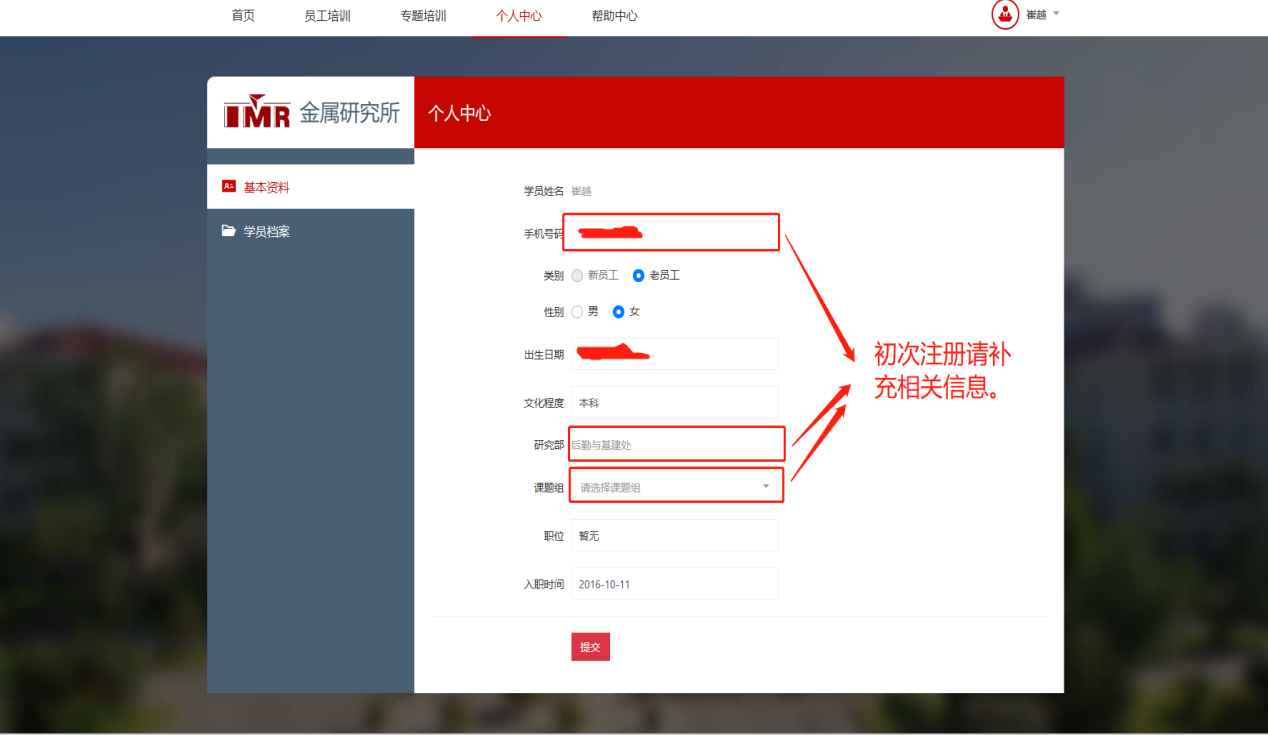 首页 员工培训 专题培训 个人中心 帮助中心 崔越
IMR 金属研究所 个人中心
基本资料
学员档案
学员姓名 崔越
手机号码
类别 新员工 老员工
性别 男 女
出生日期
文化程度 本科
研究部 后勤与基建处
课题组 请选择课题组
职位 暂无
入职时间 2016-10-11
提交
初次注册请补
充相关信息。